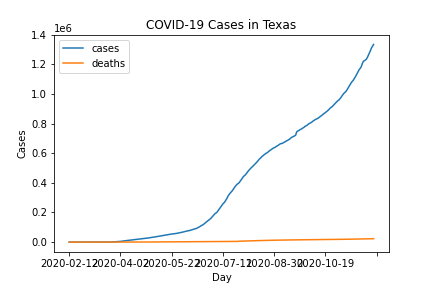 COVID-19 Cases in Texas
1e6
1.4
1.2
1.0
0.8
0.6
0.4
0.2
0.0
Cases
cases
deaths
2020-02-12 2020-04-02 2020-05-22 2020-07-11 2020-08-30 2020-10-19
Day